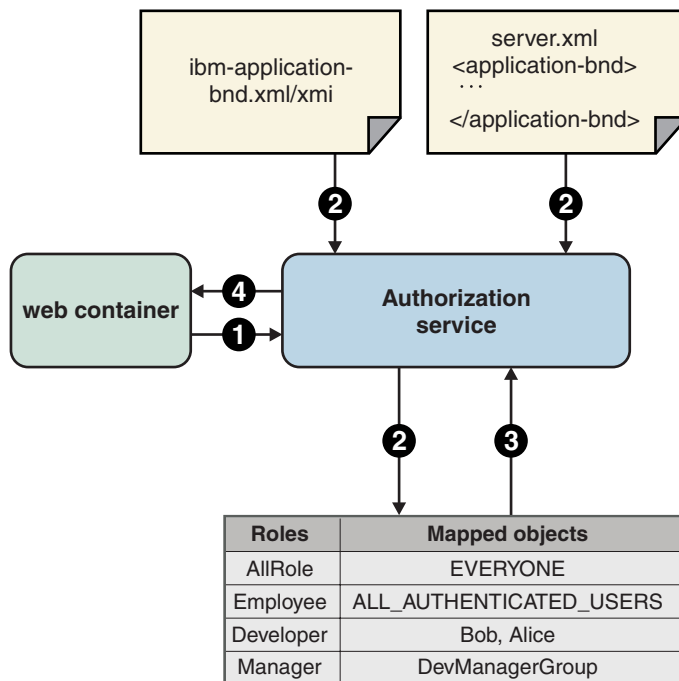 ibm-application-
bnd.xml/xmi
server.xml
<application-bnd>
...
</application-bnd>
2
2
web container
4
1
Authorization
service
2
3
Roles Mapped objects
AllRole EVERYONE
Employee ALL_AUTHENTICATED_USERS
Developer Bob, Alice
Manager DevManagerGroup